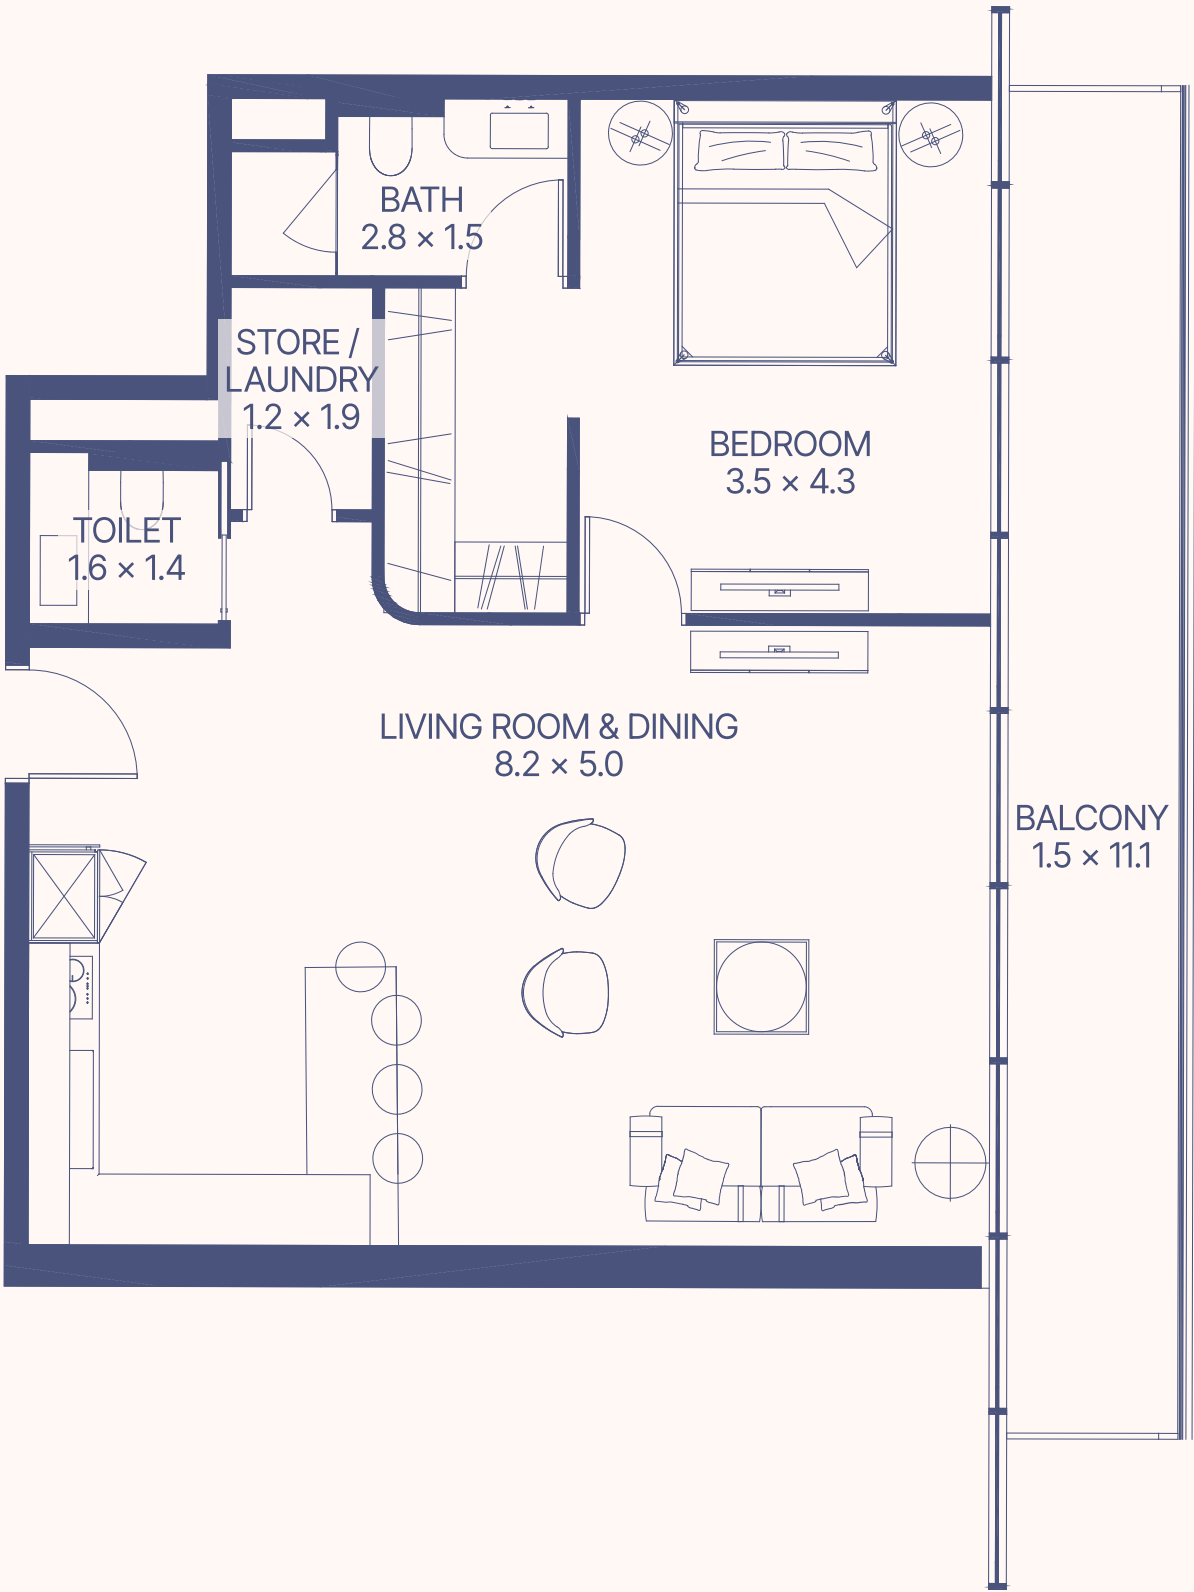 BATH
2.8 × 1.5
STORE /
LAUNDRY
1.2 × 1.9
BEDROOM
3.5 × 4.3
TOILET
1.6 × 1.4
LIVING ROOM & DINING
8.2 × 5.0
BALCONY
1.5 × 11.1